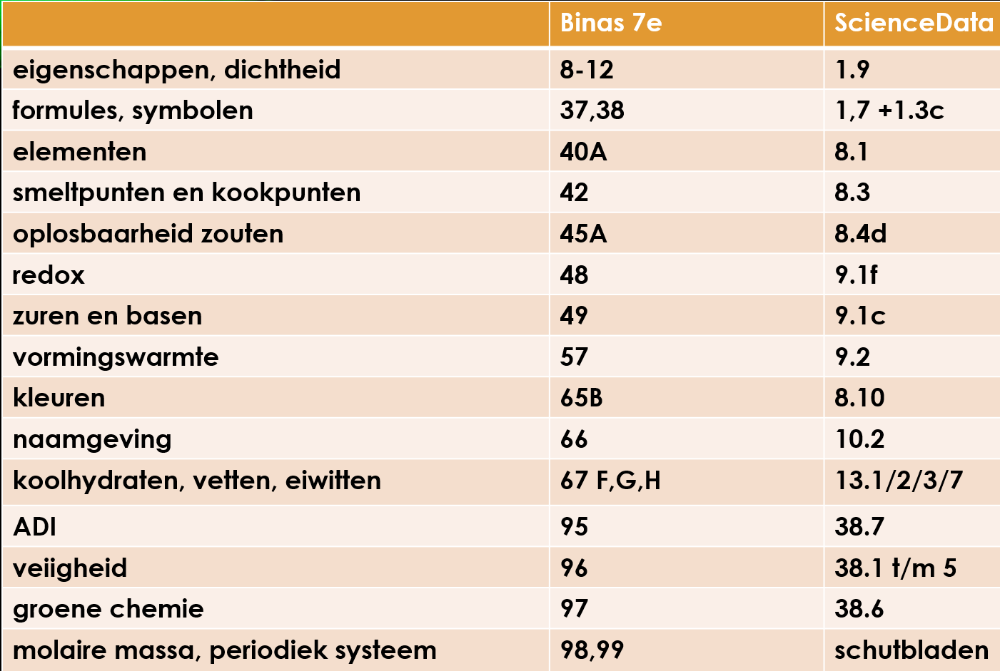 Binas 7e ScienceData
eigenschappen, dichtheid 8-12 1.9
formules, symbolen 37,38 1,7 +1.3c
elementen 40A 8.1
smeltpunten en kookpunten 42 8.3
oplosbaarheid zouten 45A 8.4d
redox 48 9.1f
zuren en basen 49 9.1c
vormingswarmte 57 9.2
kleuren 65B 8.10
naamgeving 66 10.2
koolhydraten, vetten, eiwitten 67 F,G,H 13.1/2/3/7
ADI 95 38.7
veiigheid 96 38.1 t/m 5
groene chemie 97 38.6
molaire massa, periodiek systeem 98,99 schutbladen